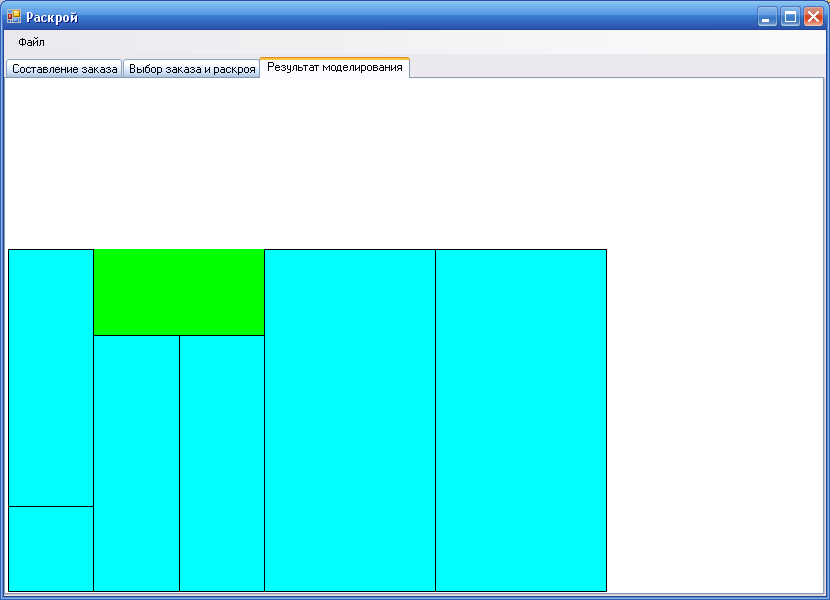 Раскрой
Файл
Составление заказа Выбор заказа и раскроя Результат моделирования